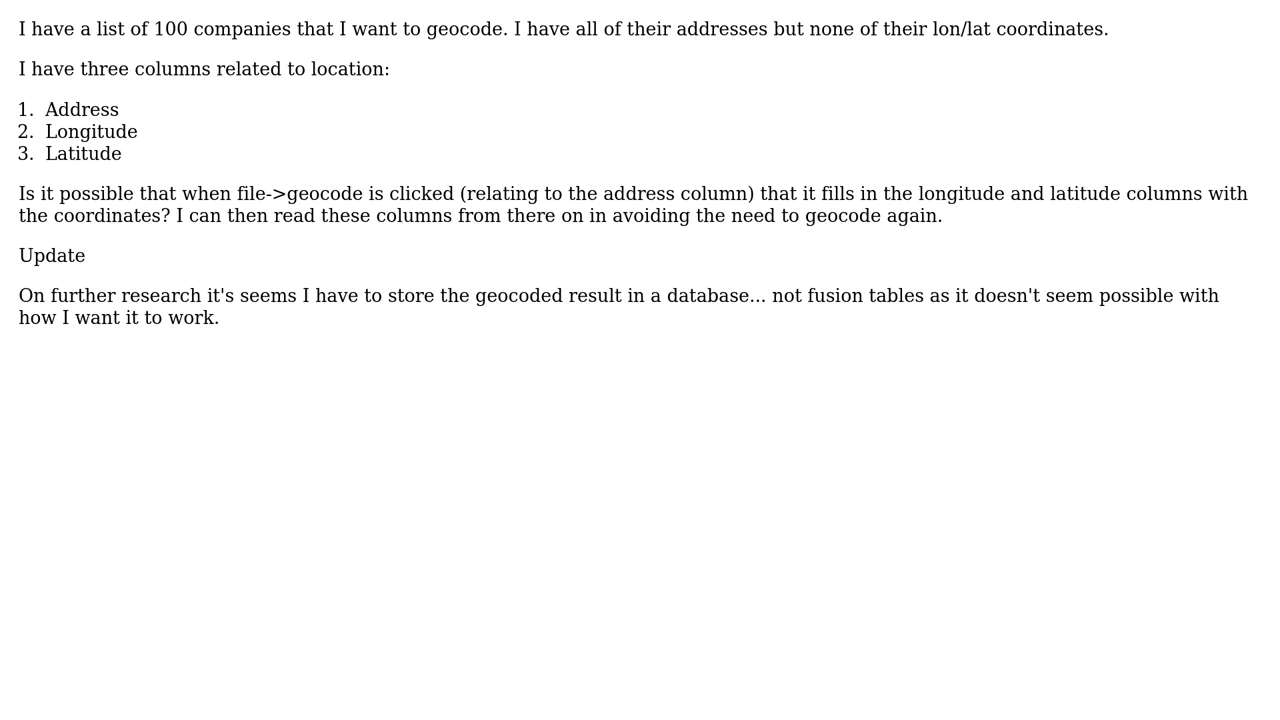 I have a list of 100 companies that I want to geocode. I have all of their addresses but none of their lon/lat coordinates.
I have three columns related to location:
1. Address
2. Longitude
3. Latitude
Is it possible that when file->geocode is clicked (relating to the address column) that it fills in the longitude and latitude columns with
the coordinates? I can then read these columns from there on in avoiding the need to geocode again.
Update
On further research it's seems I have to store the geocoded result in a database... not fusion tables as it doesn't seem possible with
how I want it to work.